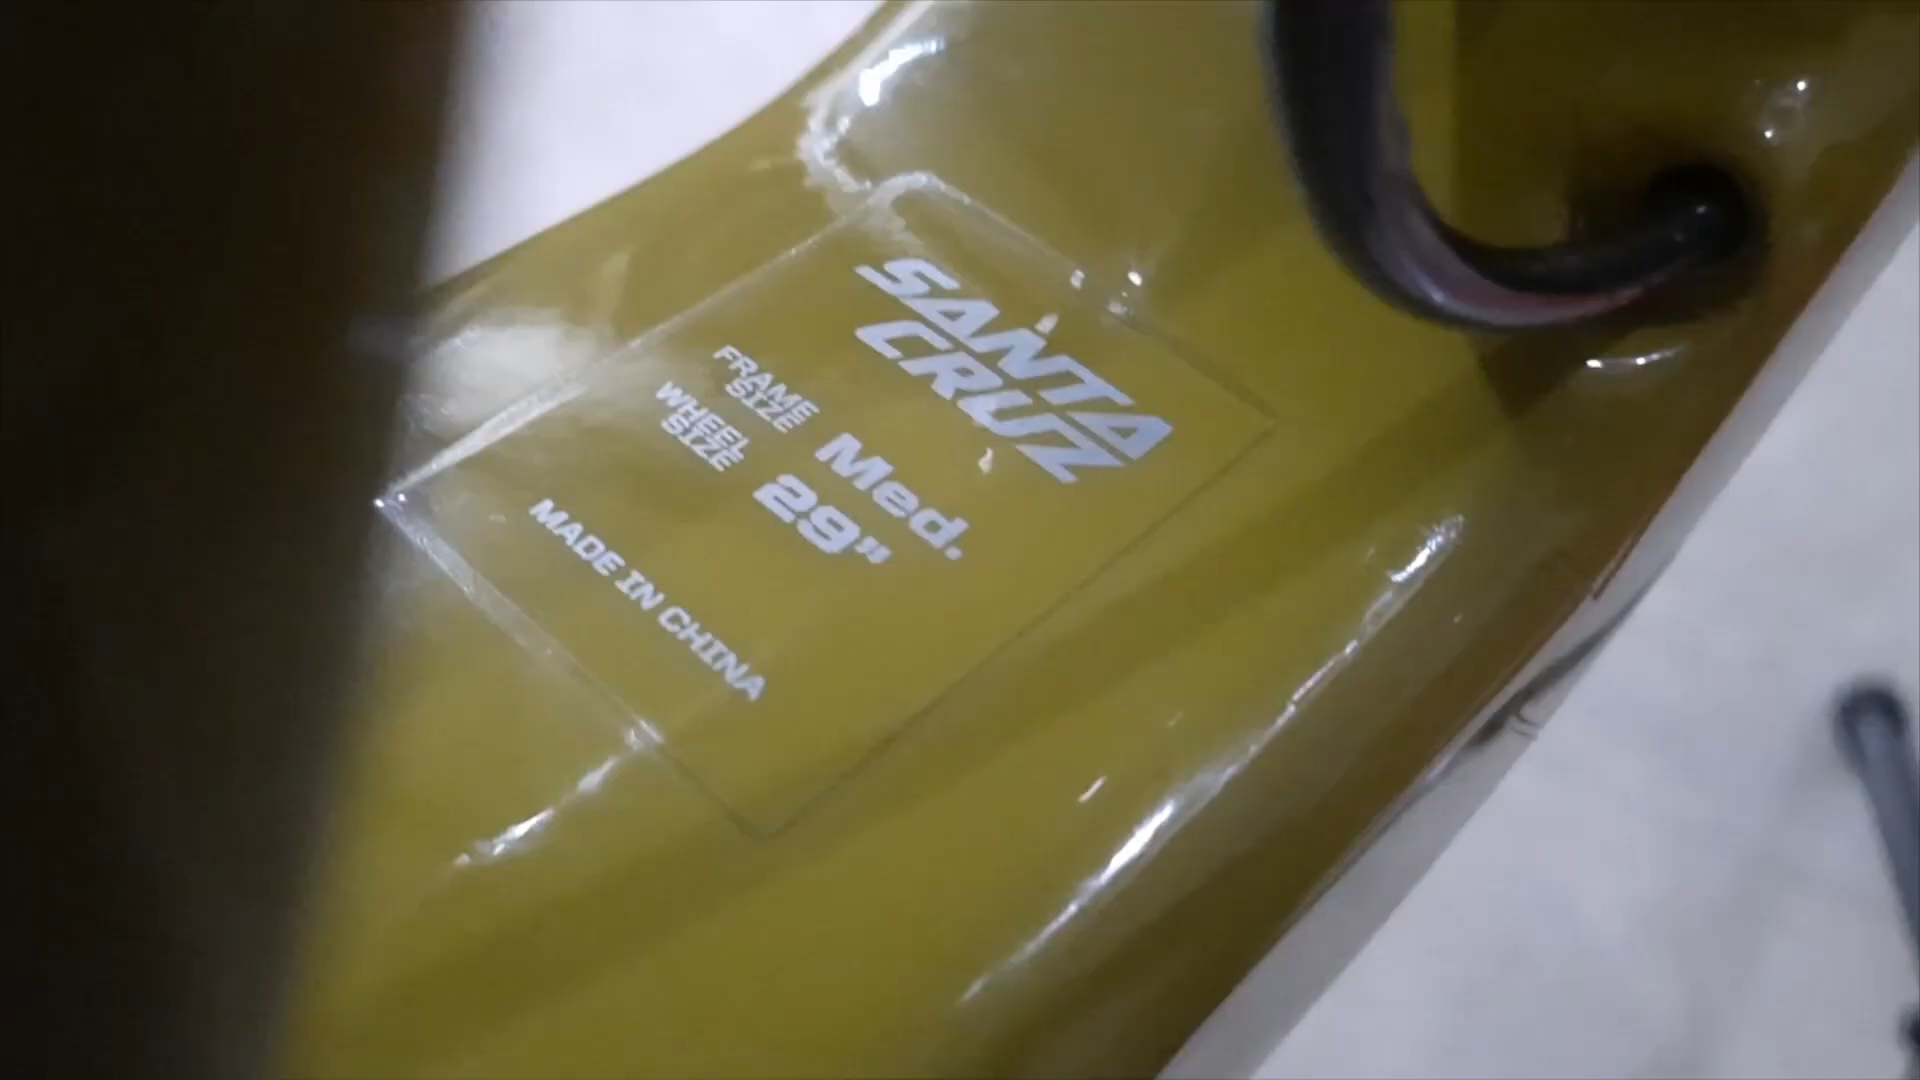 SANTA
CRUZ
FRAME
SIZE
Med.
WHEEL
SIZE
29"
MADE IN CHINA